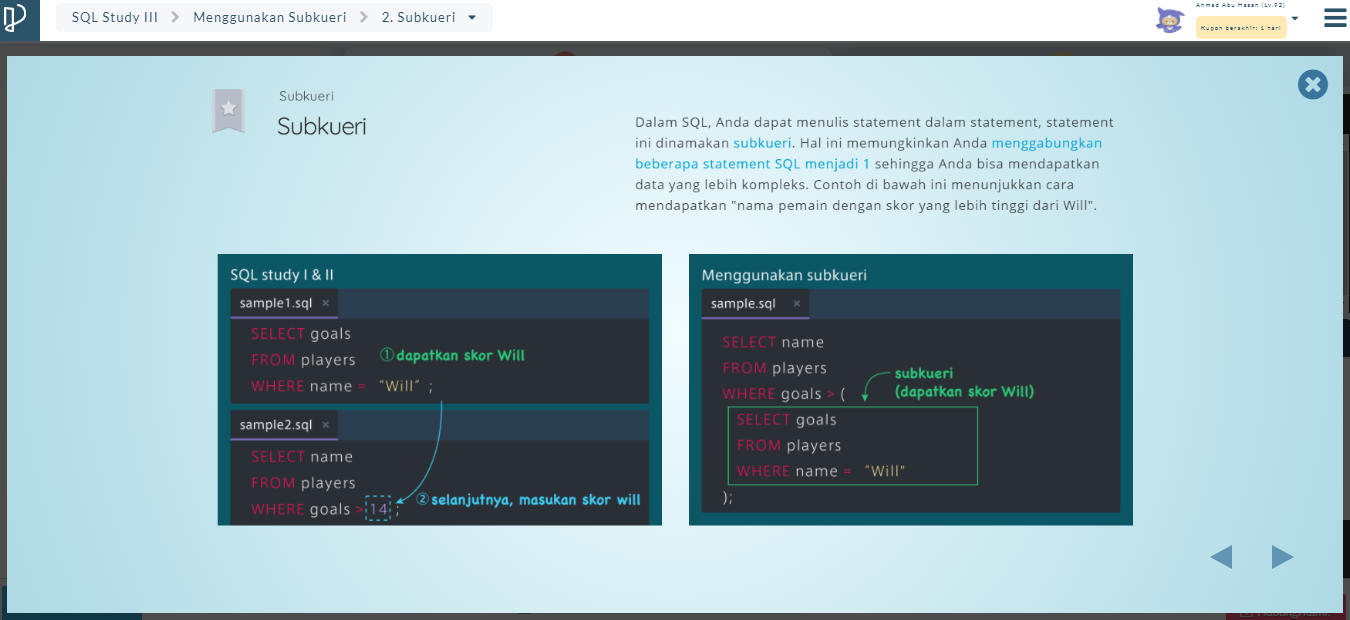 SQL Study III > Menggunakan Subkueri > 2. Subkueri
Ahmad Abu Hasan (Lv.92)
Kupon berakhir: 1 hari
Subkueri
Subkueri
Dalam SQL, Anda dapat menulis statement dalam statement, statement
ini dinamakan subkueri. Hal ini memungkinkan Anda menggabungkan
beberapa statement SQL menjadi 1 sehingga Anda bisa mendapatkan
data yang lebih kompleks. Contoh di bawah ini menunjukkan cara
mendapatkan "nama pemain dengan skor yang lebih tinggi dari Will".
SQL study I & II
sample1.sql ×
SELECT goals
FROM players
WHERE name = “Will” ;
①dapatkan skor Will
sample2.sql ×
SELECT name
FROM players
WHERE goals >14 ;
②selanjutnya, masukan skor will
Menggunakan subkueri
sample.sql ×
SELECT name
FROM players
WHERE goals > (
subkueri
(dapatkan skor Will)
SELECT goals
FROM players
WHERE name = “Will”
);